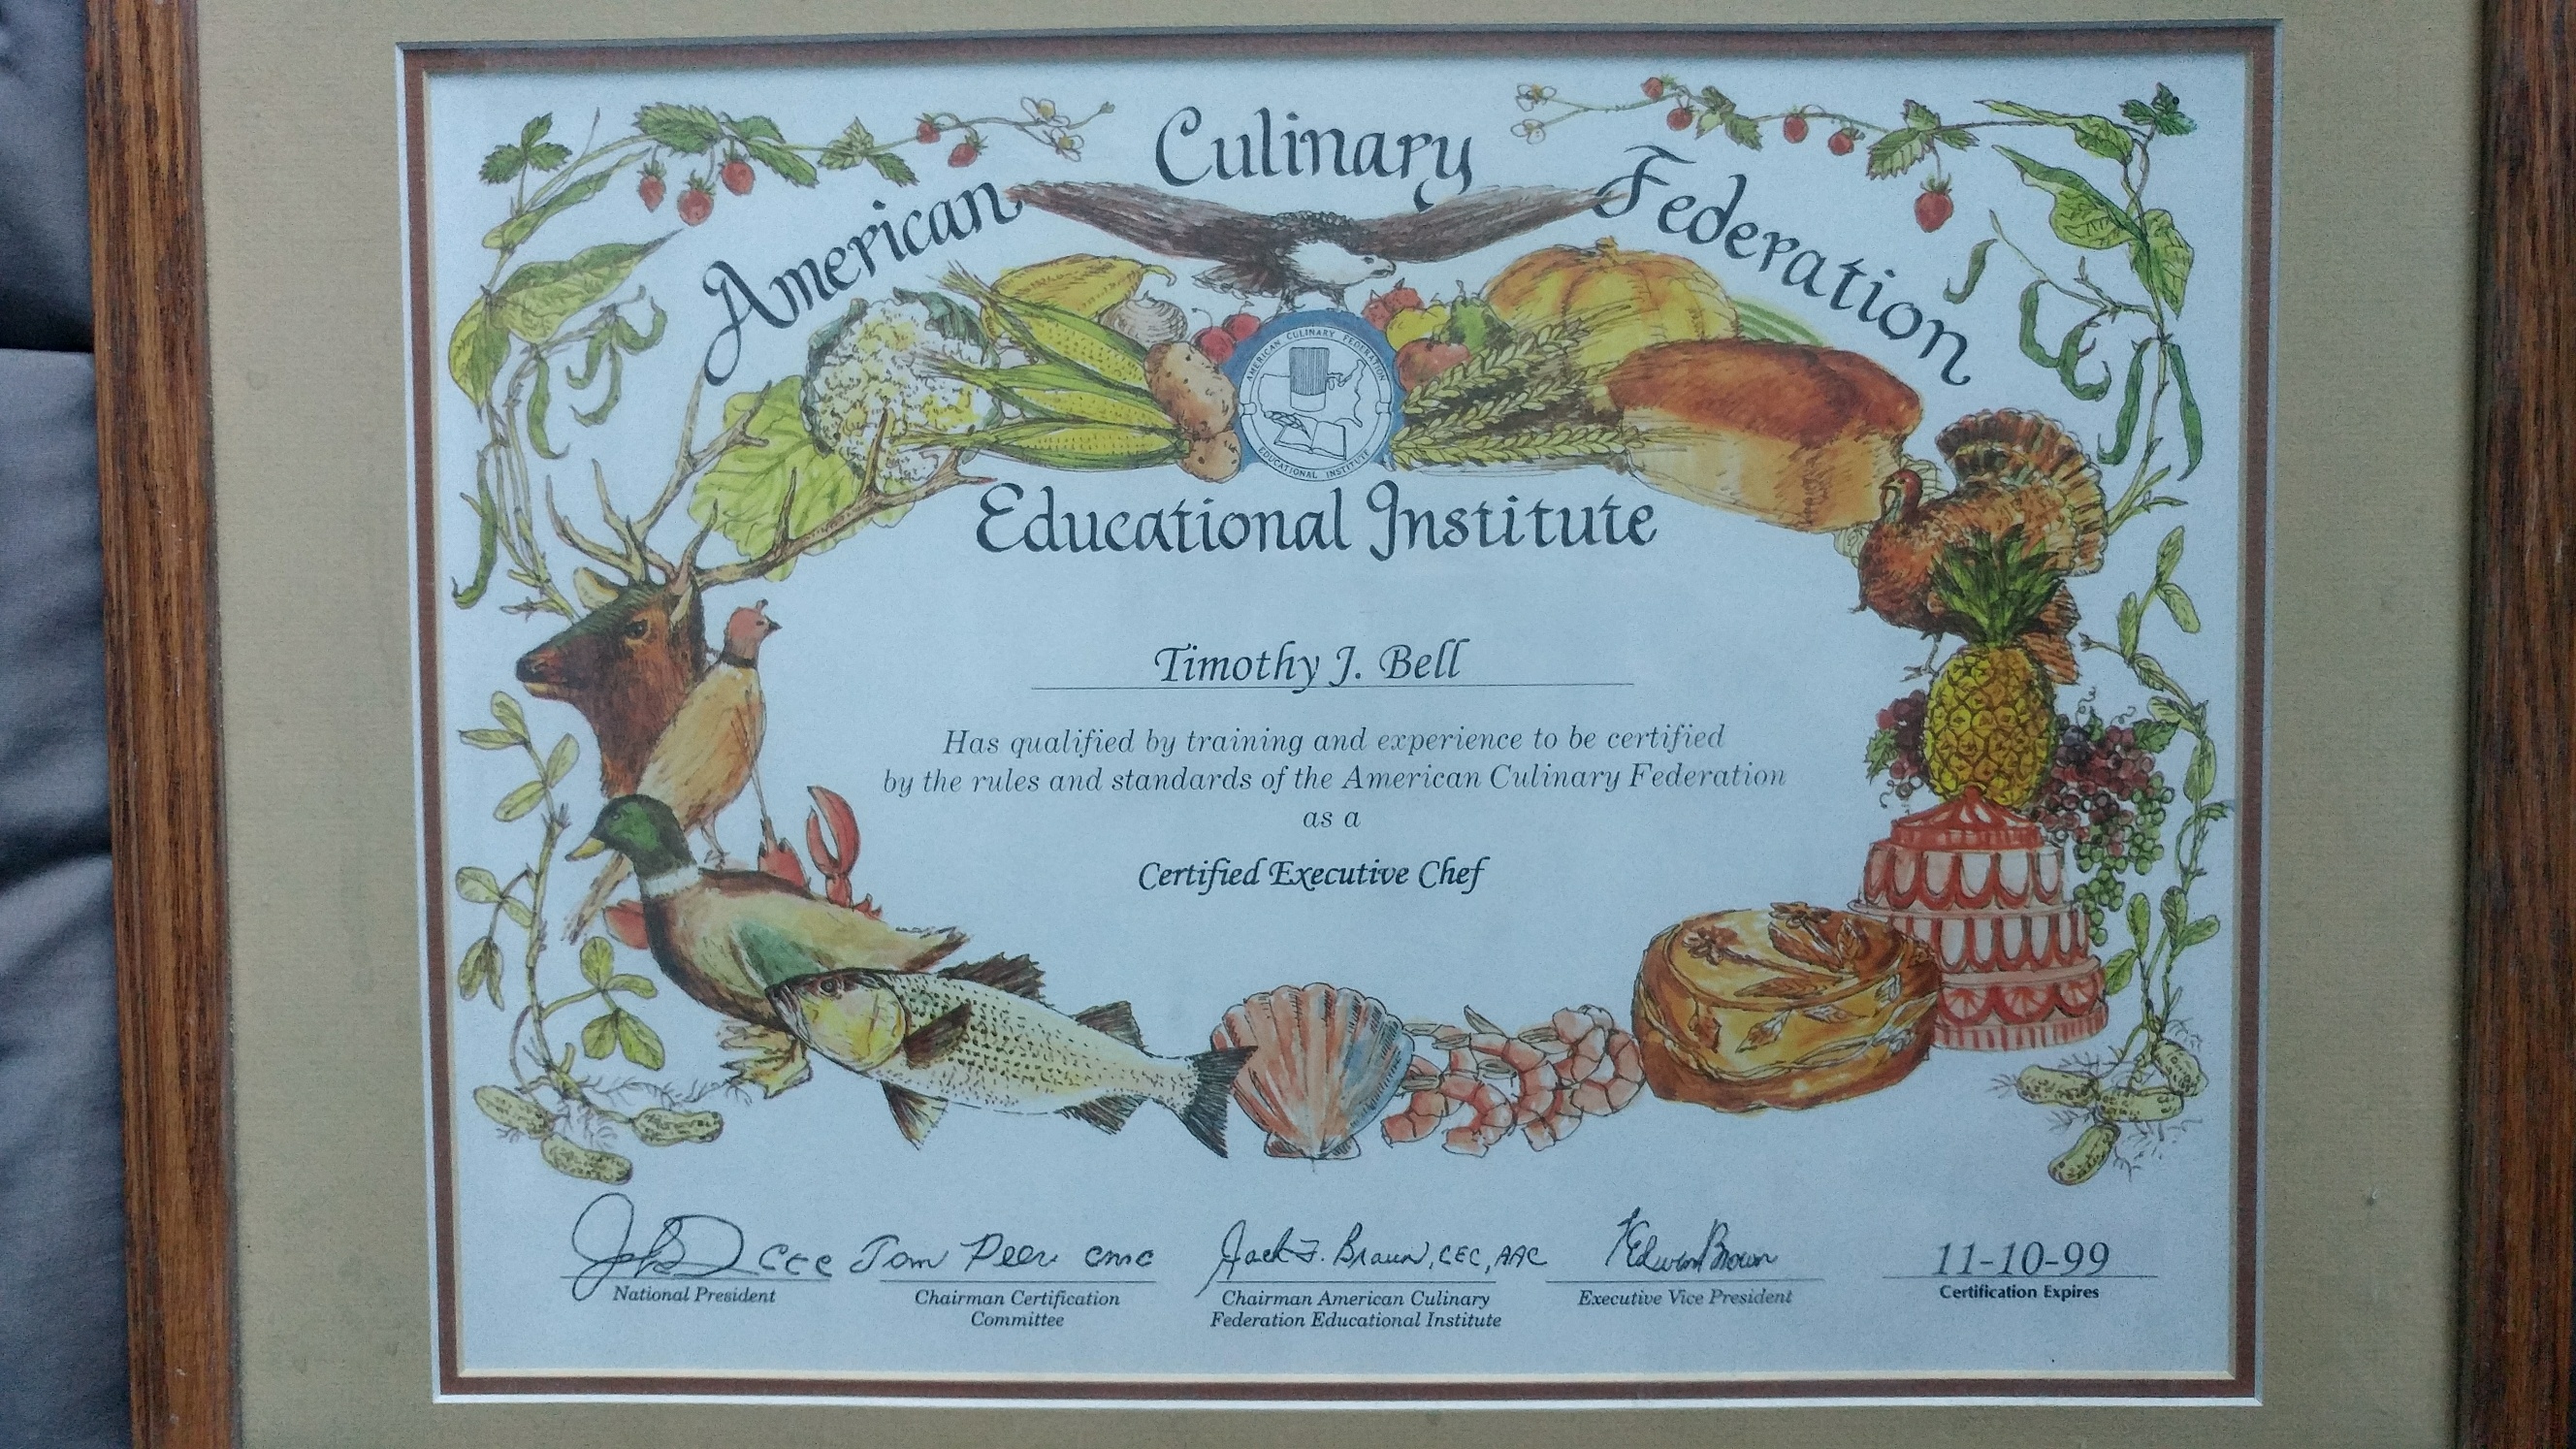 American Culinary Federation
AMERICAN CULINARY FEDERATION
EDUCATIONAL INSTITUTE
Educational Institute
Timothy J. Bell
Has qualified by training and experience to be certified
by the rules and standards of the American Culinary Federation
as a
Certified Executive Chef
CCE Tom Peer CMC Jack F. Braun, CEC, AAC Edwin Brown 11-10-99
National President Chairman Certification Chairman American Culinary Executive Vice President Certification Expires
Committee Federation Educational Institute